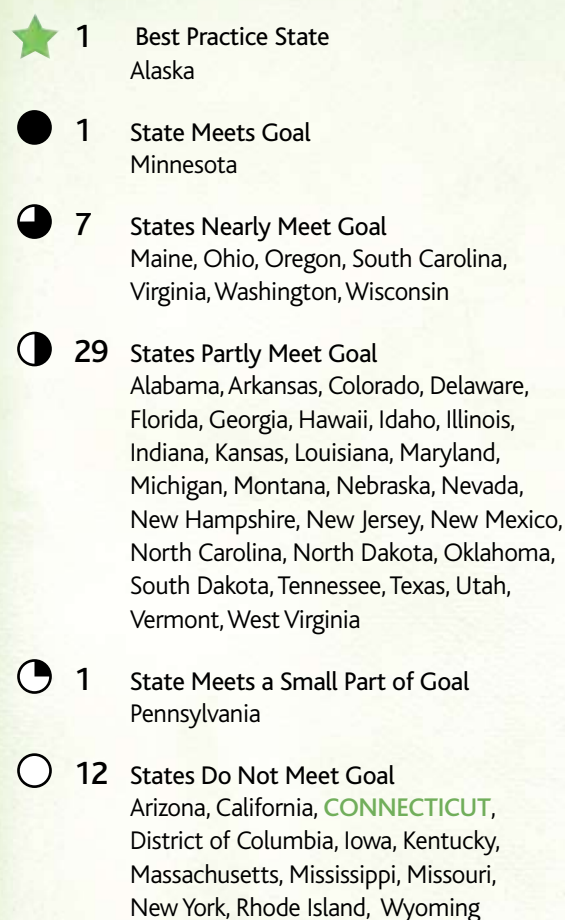 1 Best Practice State
Alaska
1 State Meets Goal
Minnesota
7 States Nearly Meet Goal
Maine, Ohio, Oregon, South Carolina,
Virginia, Washington, Wisconsin
29 States Partly Meet Goal
Alabama, Arkansas, Colorado, Delaware,
Florida, Georgia, Hawaii, Idaho, Illinois,
Indiana, Kansas, Louisiana, Maryland,
Michigan, Montana, Nebraska, Nevada,
New Hampshire, New Jersey, New Mexico,
North Carolina, North Dakota, Oklahoma,
South Dakota, Tennessee, Texas, Utah,
Vermont, West Virginia
1 State Meets a Small Part of Goal
Pennsylvania
12 States Do Not Meet Goal
Arizona, California, CONNECTICUT,
District of Columbia, Iowa, Kentucky,
Massachusetts, Mississippi, Missouri,
New York, Rhode Island, Wyoming